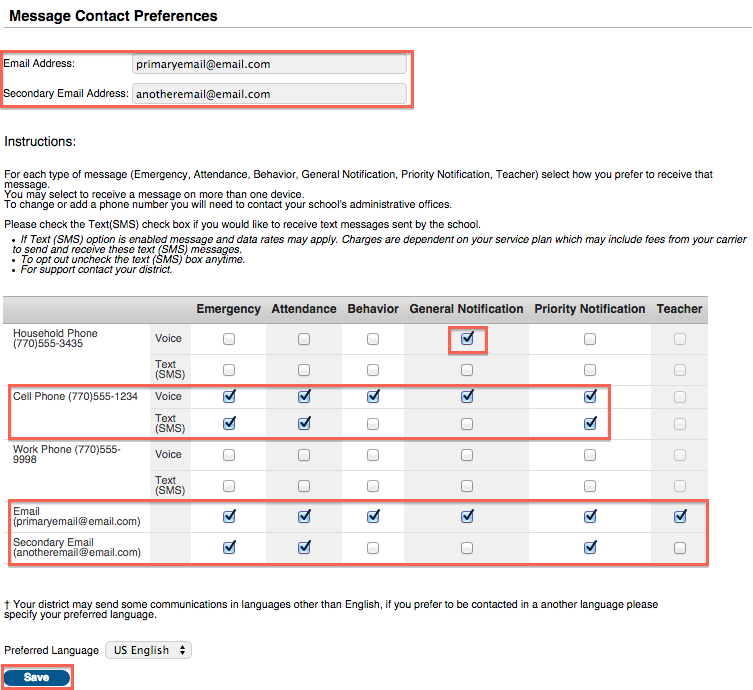 Message Contact Preferences
Email Address: primaryemail@email.com
Secondary Email Address: anotheremail@email.com
Instructions:
For each type of message (Emergency, Attendance, Behavior, General Notification, Priority Notification, Teacher) select how you prefer to receive that
message.
You may select to receive a message on more than one device.
To change or add a phone number you will need to contact your school's administrative offices.
Please check the Text(SMS) check box if you would like to receive text messages sent by the school.
• If Text (SMS) option is enabled message and data rates may apply. Charges are dependent on your service plan which may include fees from your carrier
to send and receive these text (SMS) messages.
• To opt out uncheck the text (SMS) box anytime.
• For support contact your district.
Emergency Attendance Behavior General Notification Priority Notification Teacher
Household Phone
(770)555-3435
Voice
Text
(SMS)
Cell Phone (770)555-1234 Voice
Text
(SMS)
Work Phone (770)555-
9998
Voice
Text
(SMS)
Email
(primaryemail@email.com)
Secondary Email
(anotheremail@email.com)
† Your district may send some communications in languages other than English, if you prefer to be contacted in a another language please
specify your preferred language.
Preferred Language US English
Save